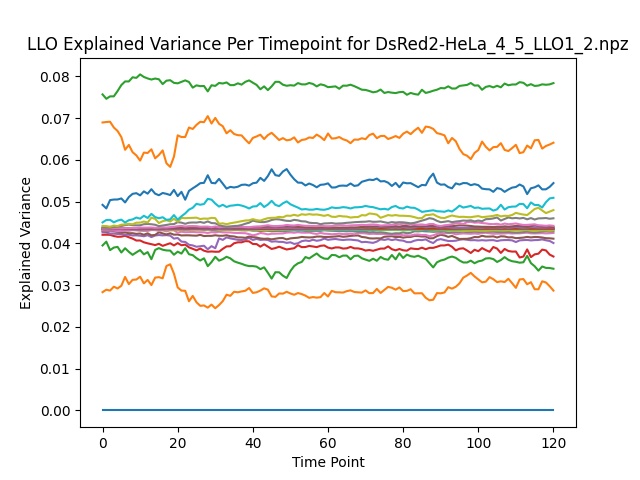 LLO Explained Variance Per Timepoint for DsRed2-HeLa_4_5_LLO1_2.npz
0.08
0.07
0.06
0.05
0.04
0.03
0.02
0.01
0.00
Explained Variance
0 20 40 60 80 100 120
Time Point